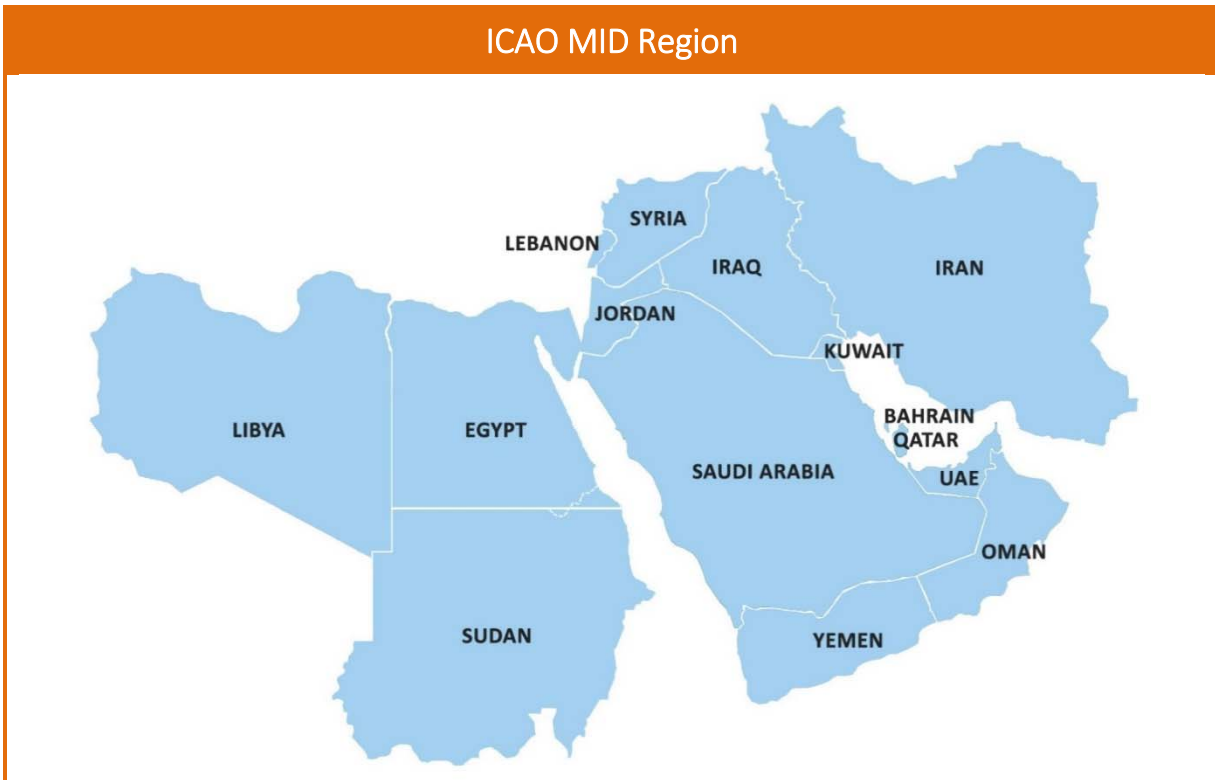 ICAO MID Region
SYRIA
LEBANON
IRAQ
IRAN
JORDAN
KUWAIT
BAHRAIN
QATAR
LIBYA
EGYPT
SAUDI ARABIA
UAE
OMAN
SUDAN
YEMEN